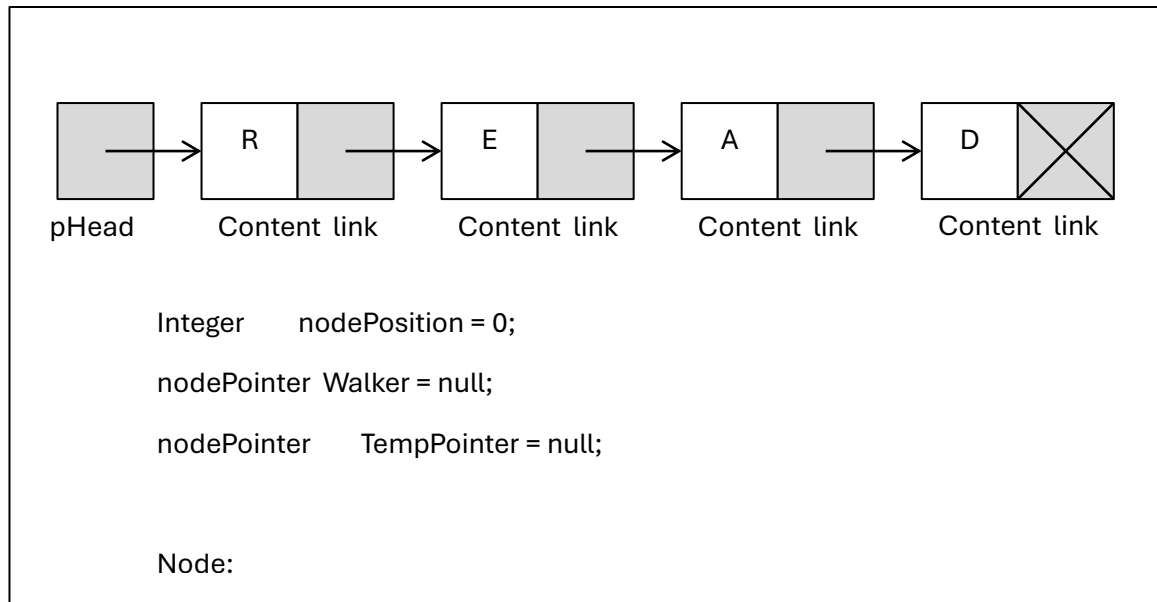 R E A D
pHead Content link Content link Content link Content link
Integer nodePosition = 0;
nodePointer Walker = null;
nodePointer TempPointer = null;
Node: